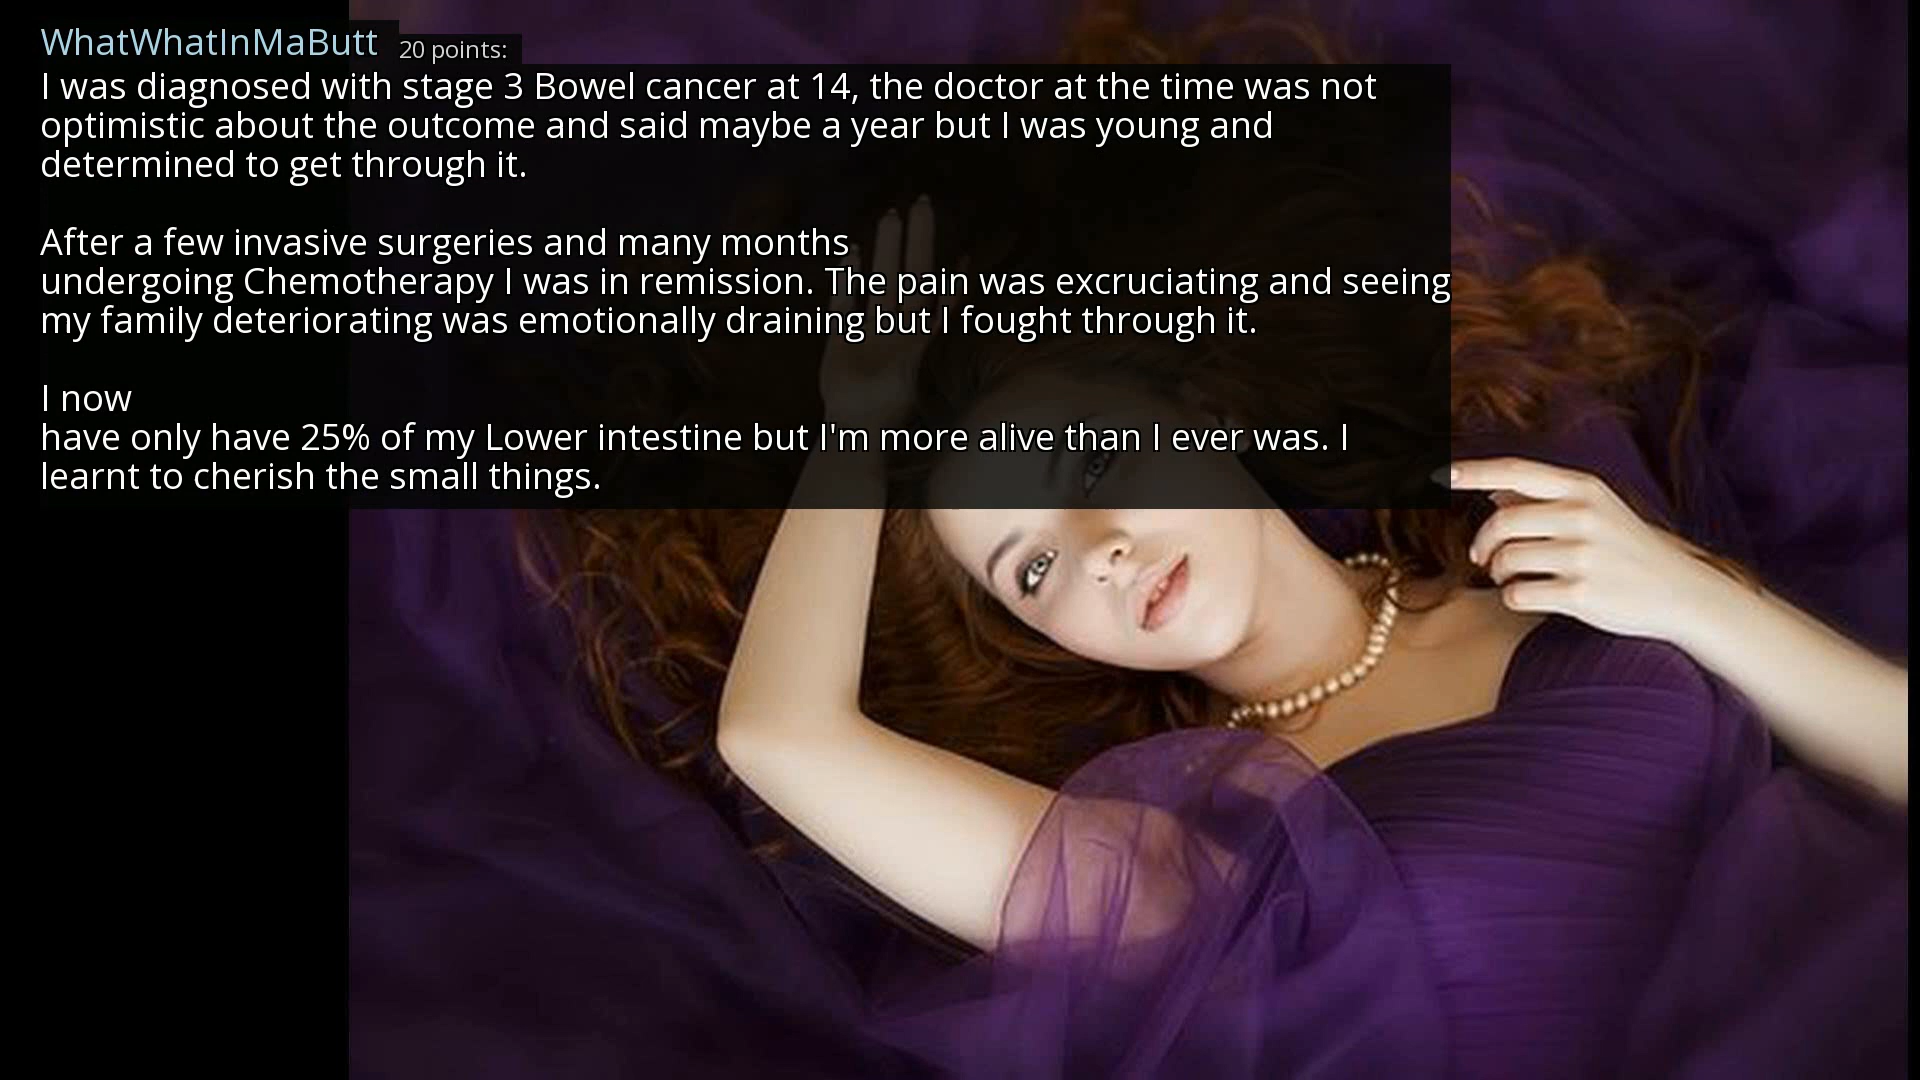 WhatWhatInMaButt 20 points:
I was diagnosed with stage 3 Bowel cancer at 14, the doctor at the time was not
optimistic about the outcome and said maybe a year but I was young and
determined to get through it.
After a few invasive surgeries and many months
undergoing Chemotherapy I was in remission. The pain was excruciating and seeing
my family deteriorating was emotionally draining but I fought through it.
I now
have only have 25% of my Lower intestine but I'm more alive than I ever was. I
learnt to cherish the small things.